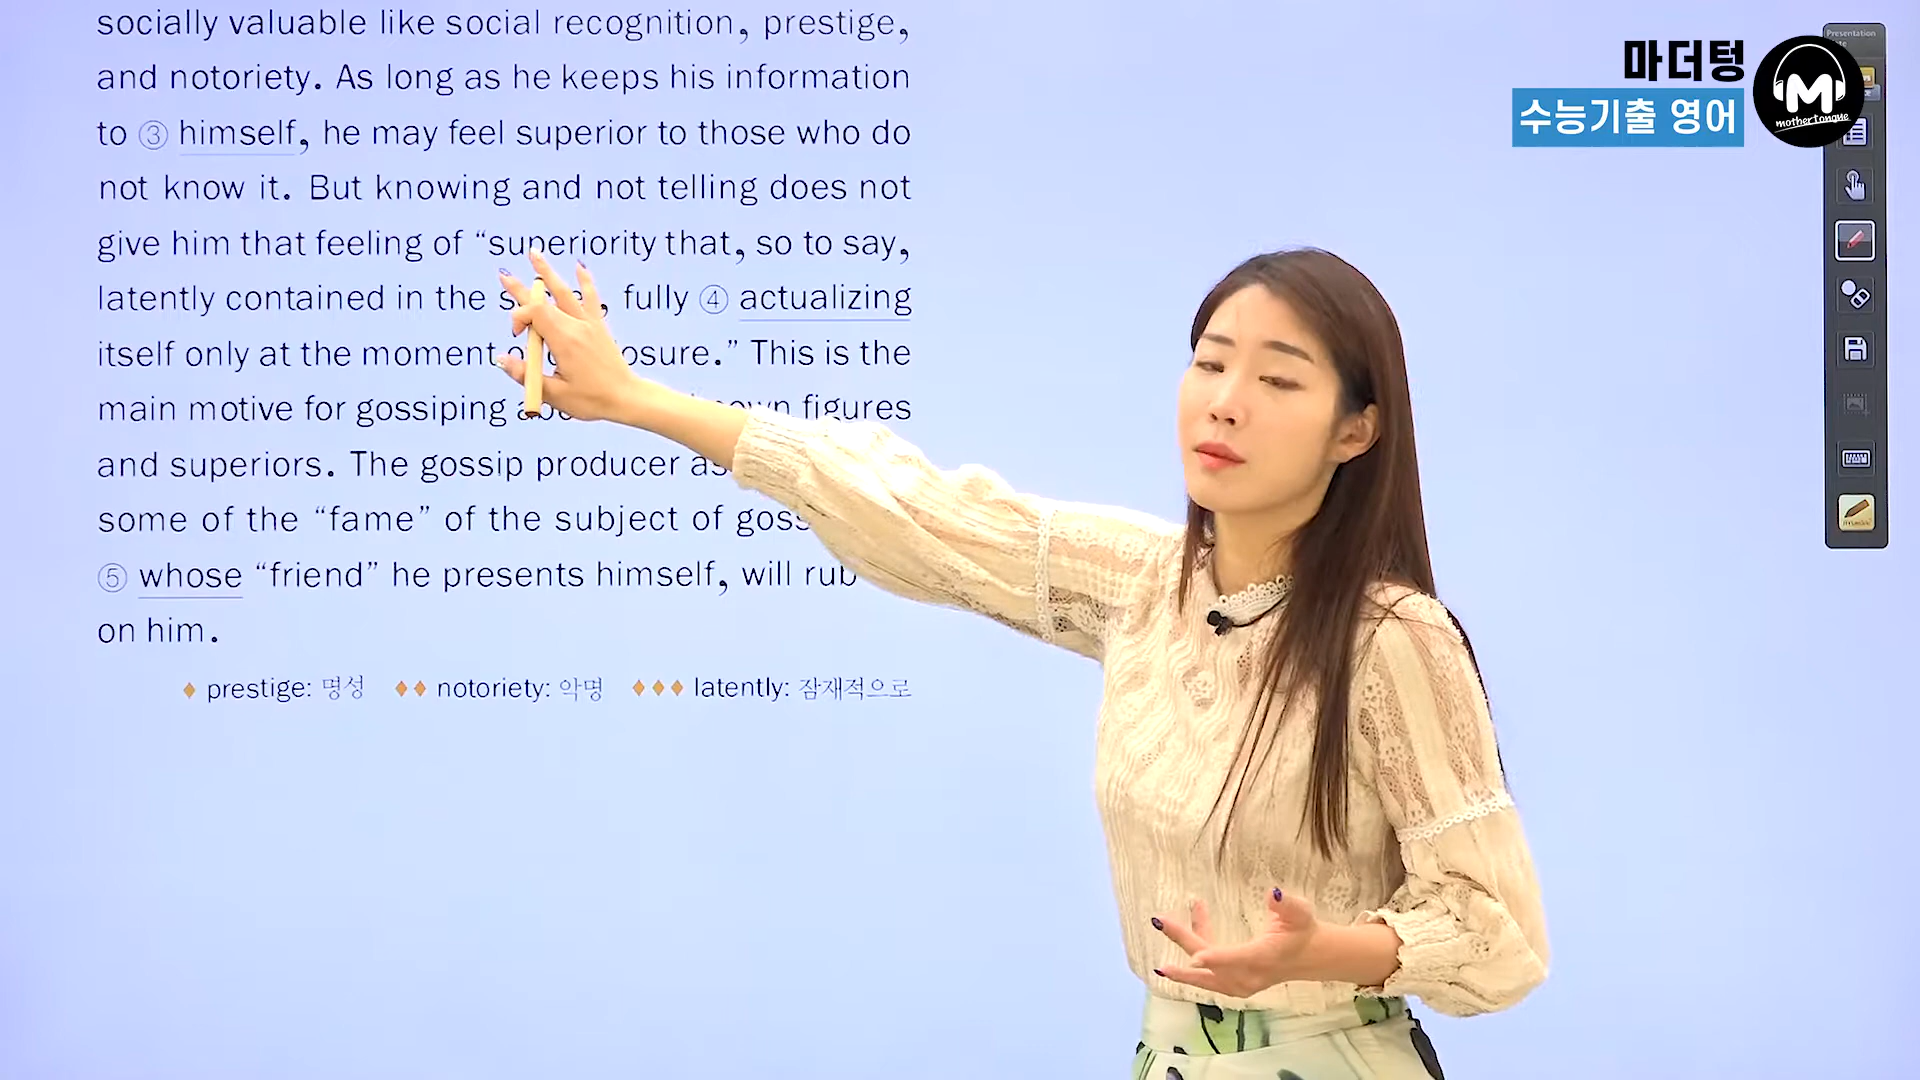 socially valuable like social recognition, prestige,
and notoriety. As long as he keeps his information
to ③ himself, he may feel superior to those who do
not know it. But knowing and not telling does not
give him that feeling of “superiority that, so to say,
latently contained in the fully ④ actualizing
itself only at the moment This is the
main motive for gossiping figures
and superiors. The gossip producer
some of the “fame” of the subject of
⑤ whose “friend” he presents himself, will rub
on him.
♦ prestige: 명성 ♦♦ notoriety: 악명 ♦♦♦ latently: 잠재적으로
마더텅
수능기출 영어
M
mothertongue
Presentation